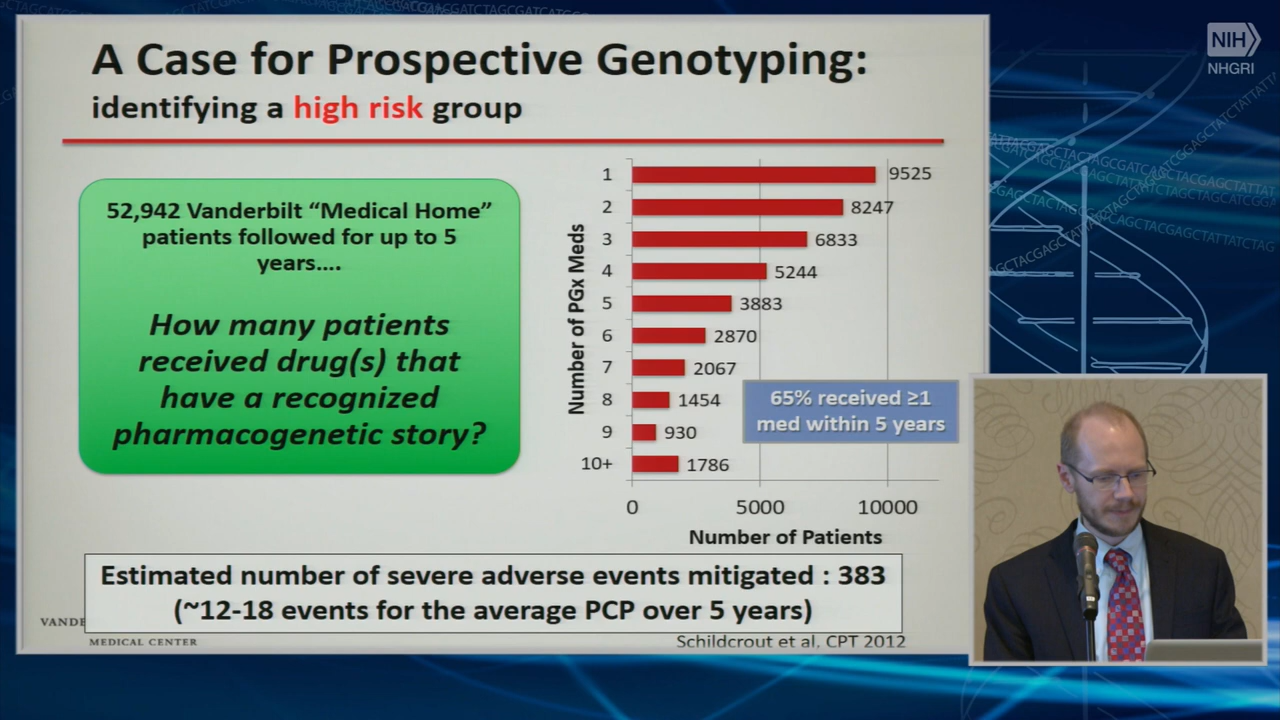 A Case for Prospective Genotyping:
identifying a high risk group
52,942 Vanderbilt “Medical Home”
patients followed for up to 5
years....
How many patients
received drug(s) that
have a recognized
pharmacogenetic story?
Number of PGx Meds
1
9525
2
8247
3
6833
4
5244
5
3883
6
2870
7
2067
8
1454
9
930
10+
1786
0
5000
10000
Number of Patients
65% received ≥1
med within 5 years
Estimated number of severe adverse events mitigated : 383
(~12-18 events for the average PCP over 5 years)
VANDE
MEDICAL CENTER
Schildcrout et al, CPT 2012
NIH
NHGRI